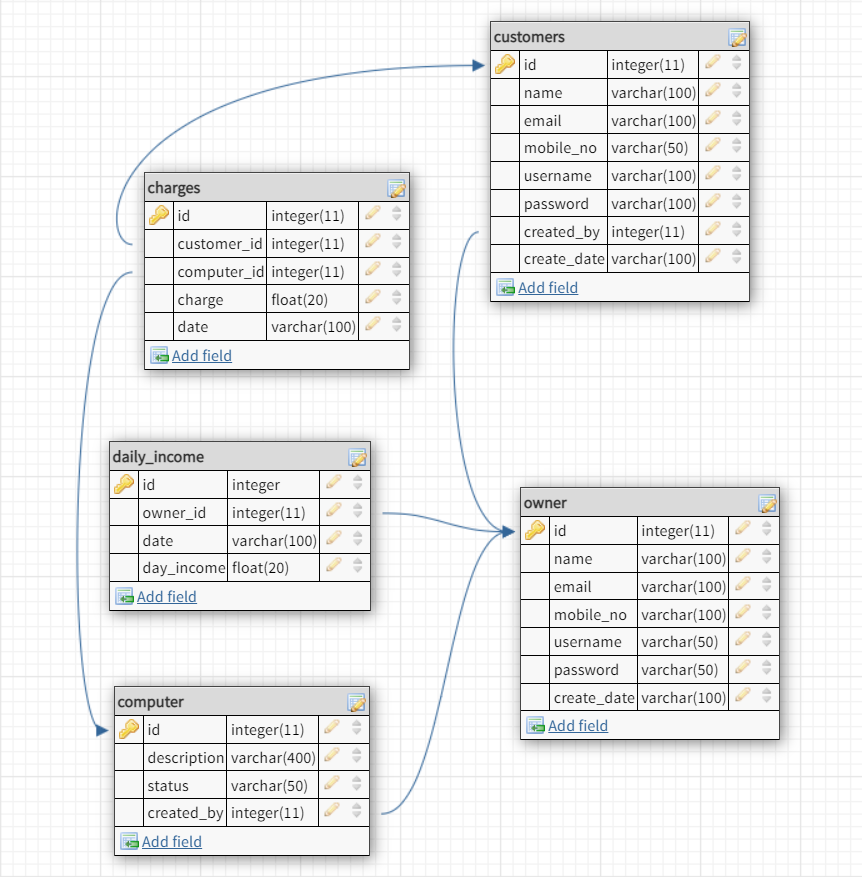 customers
id integer(11)
name varchar(100)
email varchar(100)
mobile_no varchar(50)
username varchar(100)
password varchar(100)
created_by integer(11)
create_date varchar(100)
Add field
charges
id integer(11)
customer_id integer(11)
computer_id integer(11)
charge float(20)
date varchar(100)
Add field
daily_income
id integer
owner_id integer(11)
date varchar(100)
day_income float(20)
Add field
owner
id integer(11)
name varchar(100)
email varchar(100)
mobile_no varchar(100)
username varchar(50)
password varchar(50)
create_date varchar(100)
Add field
computer
id integer(11)
description varchar(400)
status varchar(50)
created_by integer(11)
Add field